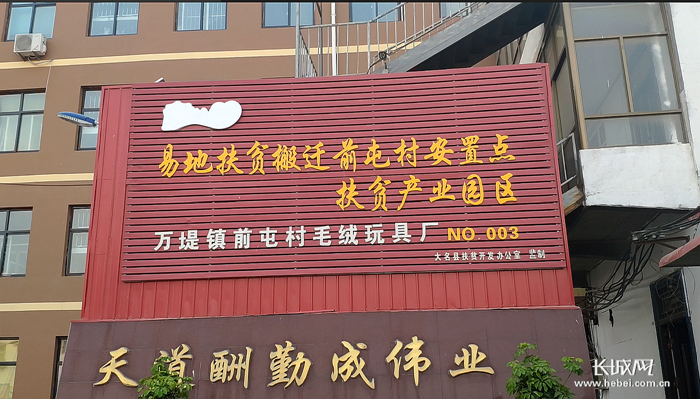 易地扶贫搬迁前屯村安置点
扶贫产业园区
万堤镇前屯村毛绒玩具厂 NO 003
大名县扶贫开发办公室 监制
天道酬勤成伟业
长城网
www.hebei.com